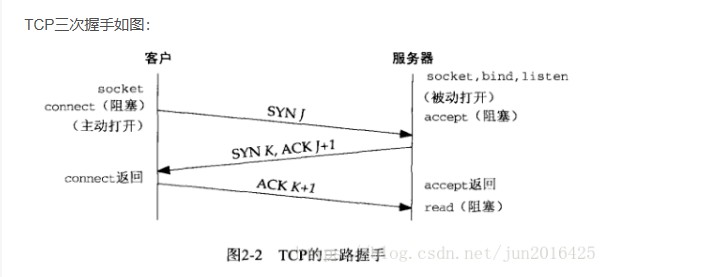 TCP三次握手如图:
客户
服务器
socket
socket,bind,listen
connect（阻塞）
（被动打开）
（主动打开）
SYN J
accept（阻塞）
SYN K, ACK J+1
connect返回
ACK K+1
accept返回
read（阻塞）
图2-2 TCP的三路握手
blog.csdn.net/jun2016425